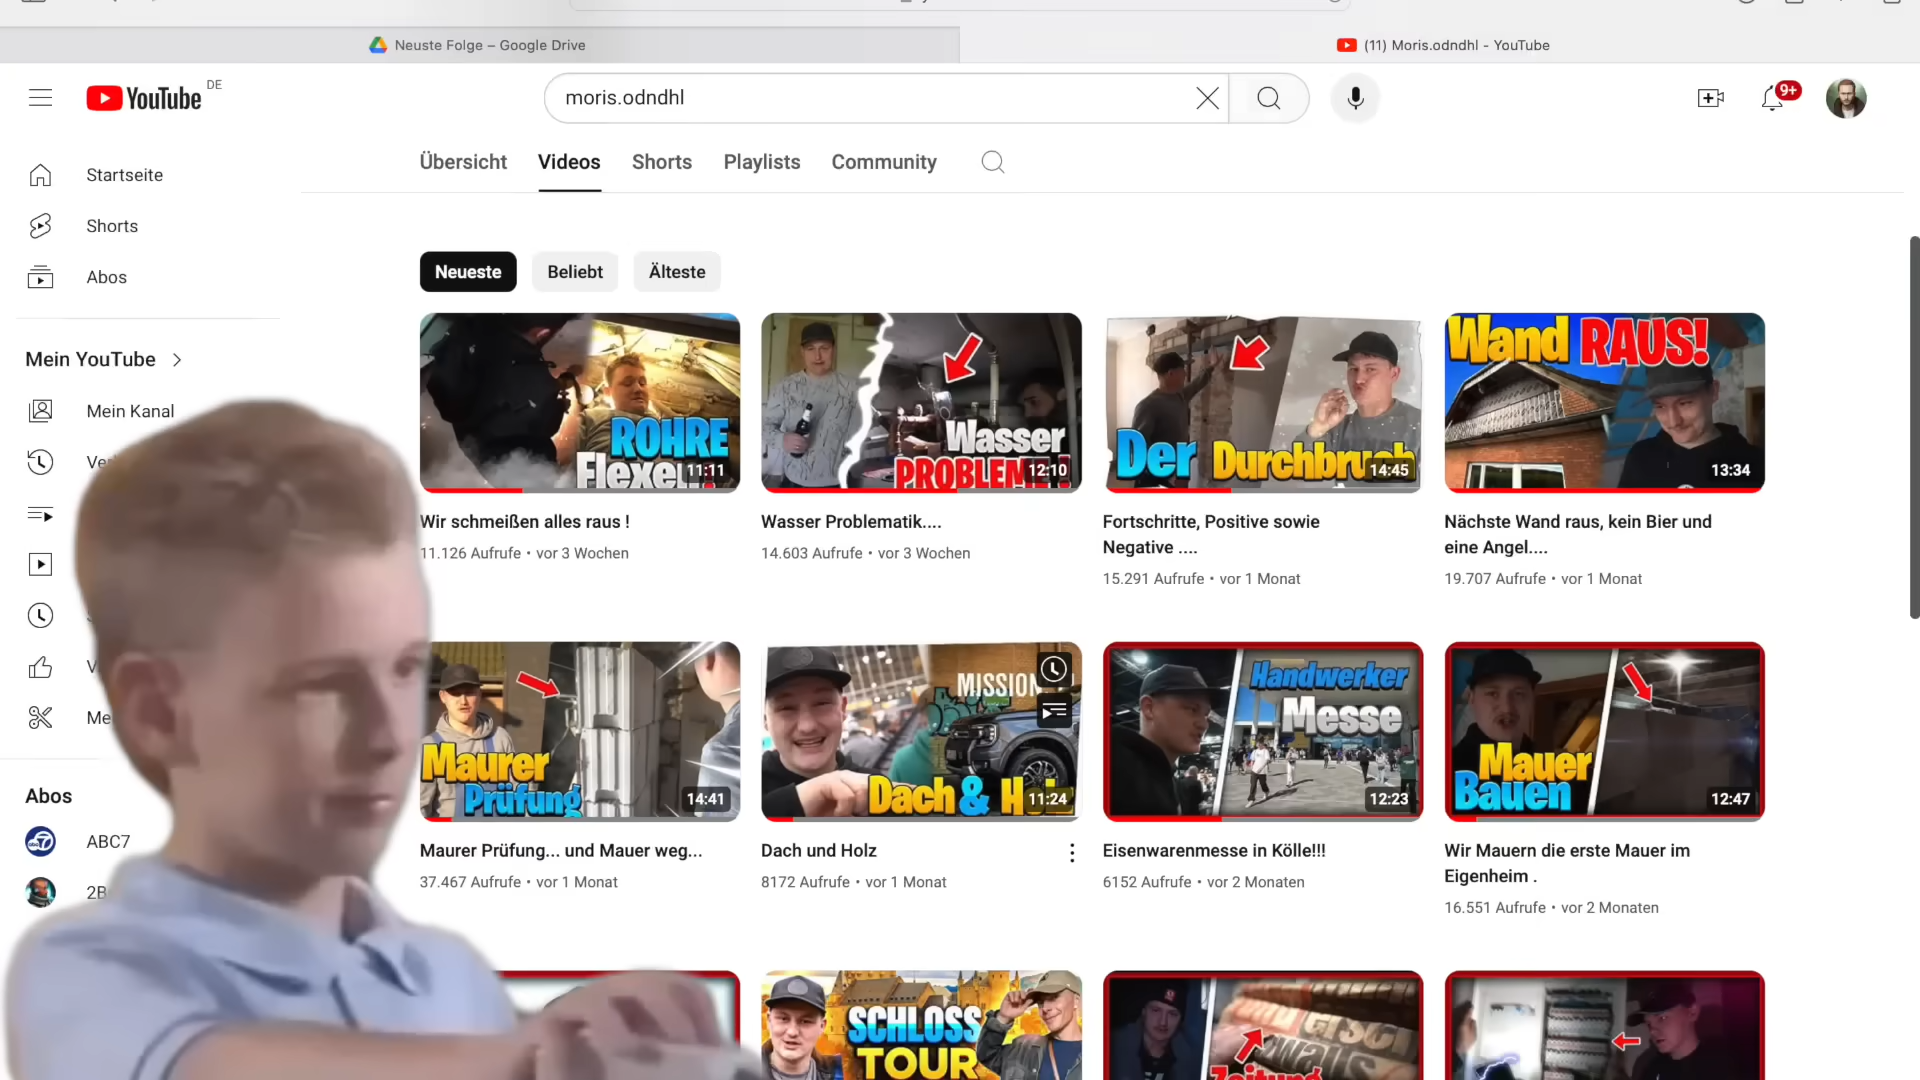 Neuste Folge – Google Drive
(11) Moris.odndhl - YouTube
YouTube DE
moris.odndhl
9+
Startseite
Shorts
Abos
Mein YouTube
Mein Kanal
Abos
ABC7
Übersicht
Videos
Shorts
Playlists
Community
Neueste
Beliebt
Älteste
ROHRE
Flexen!
11:11
Wir schmeißen alles raus !
11.126 Aufrufe • vor 3 Wochen
Wasser
PROBLEM!
12:10
Wasser Problematik....
14.603 Aufrufe • vor 3 Wochen
Der Durchbruch
14:45
Fortschritte, Positive sowie
Negative ....
15.291 Aufrufe • vor 1 Monat
Wand RAUS!
13:34
Nächste Wand raus, kein Bier und
eine Angel....
19.707 Aufrufe • vor 1 Monat
Maurer
Prüfung
14:41
Maurer Prüfung... und Mauer weg...
37.467 Aufrufe • vor 1 Monat
MISSION
Dach & H
11:24
Dach und Holz
8172 Aufrufe • vor 1 Monat
Handwerker
Messe
12:23
Eisenwarenmesse in Kölle!!!
6152 Aufrufe • vor 2 Monaten
Mauer
Bauen
12:47
Wir Mauern die erste Mauer im
Eigenheim .
16.551 Aufrufe • vor 2 Monaten
SCHLOSS
TOUR
Zeitung